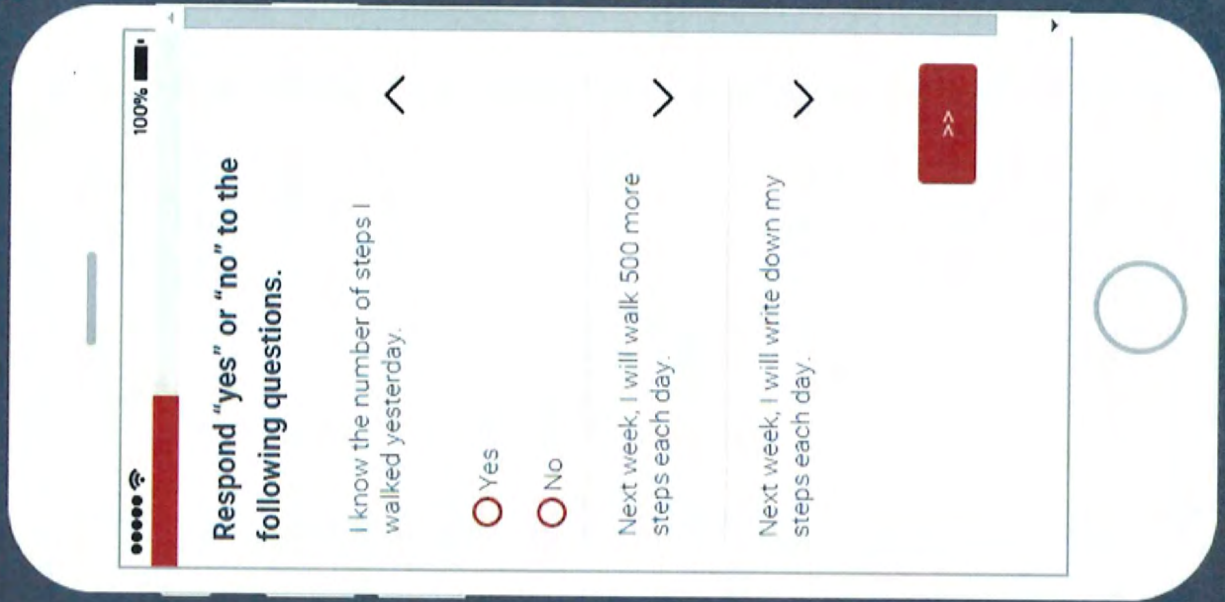 100%
Respond “yes” or “no” to the
following questions.
I know the number of steps I
walked yesterday.
Yes
No
Next week, I will walk 500 more
steps each day.
Next week, I will write down my
steps each day.
>>